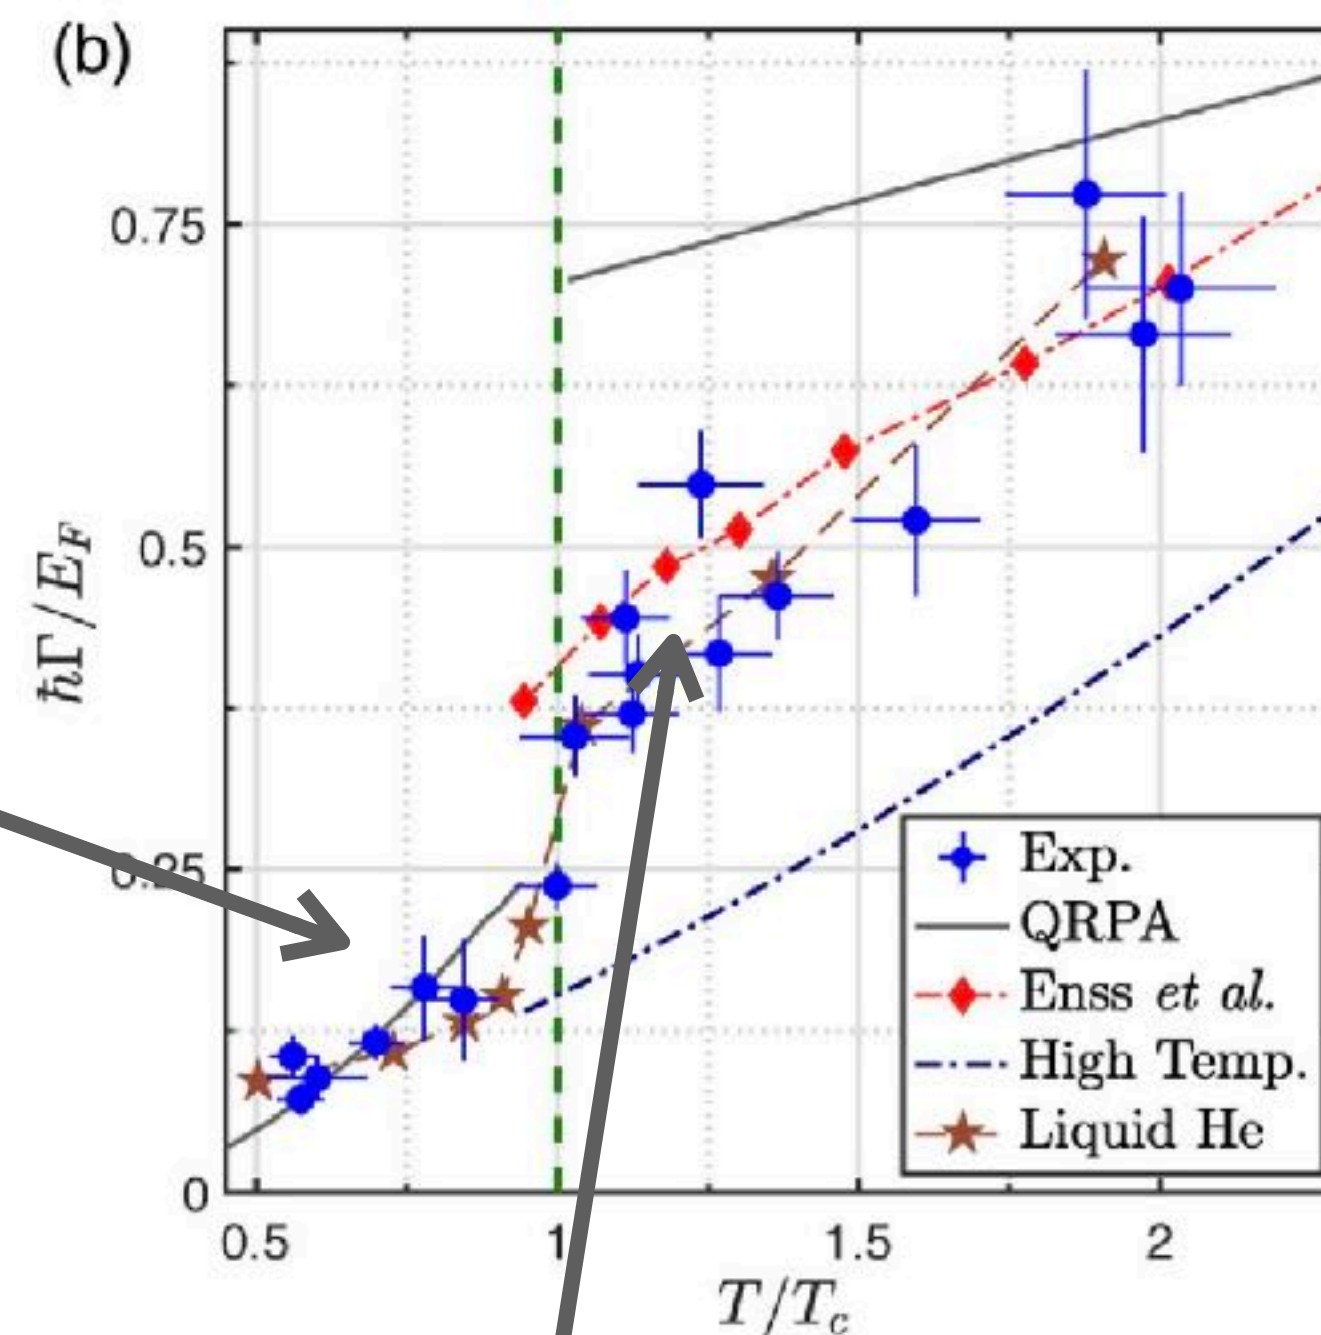 (b)
0.75
0.5
0.25
0
ħΓ/E_F
0.5 1 1.5 2
T/T_c
Exp.
QRPA
Enss et al.
High Temp.
Liquid He